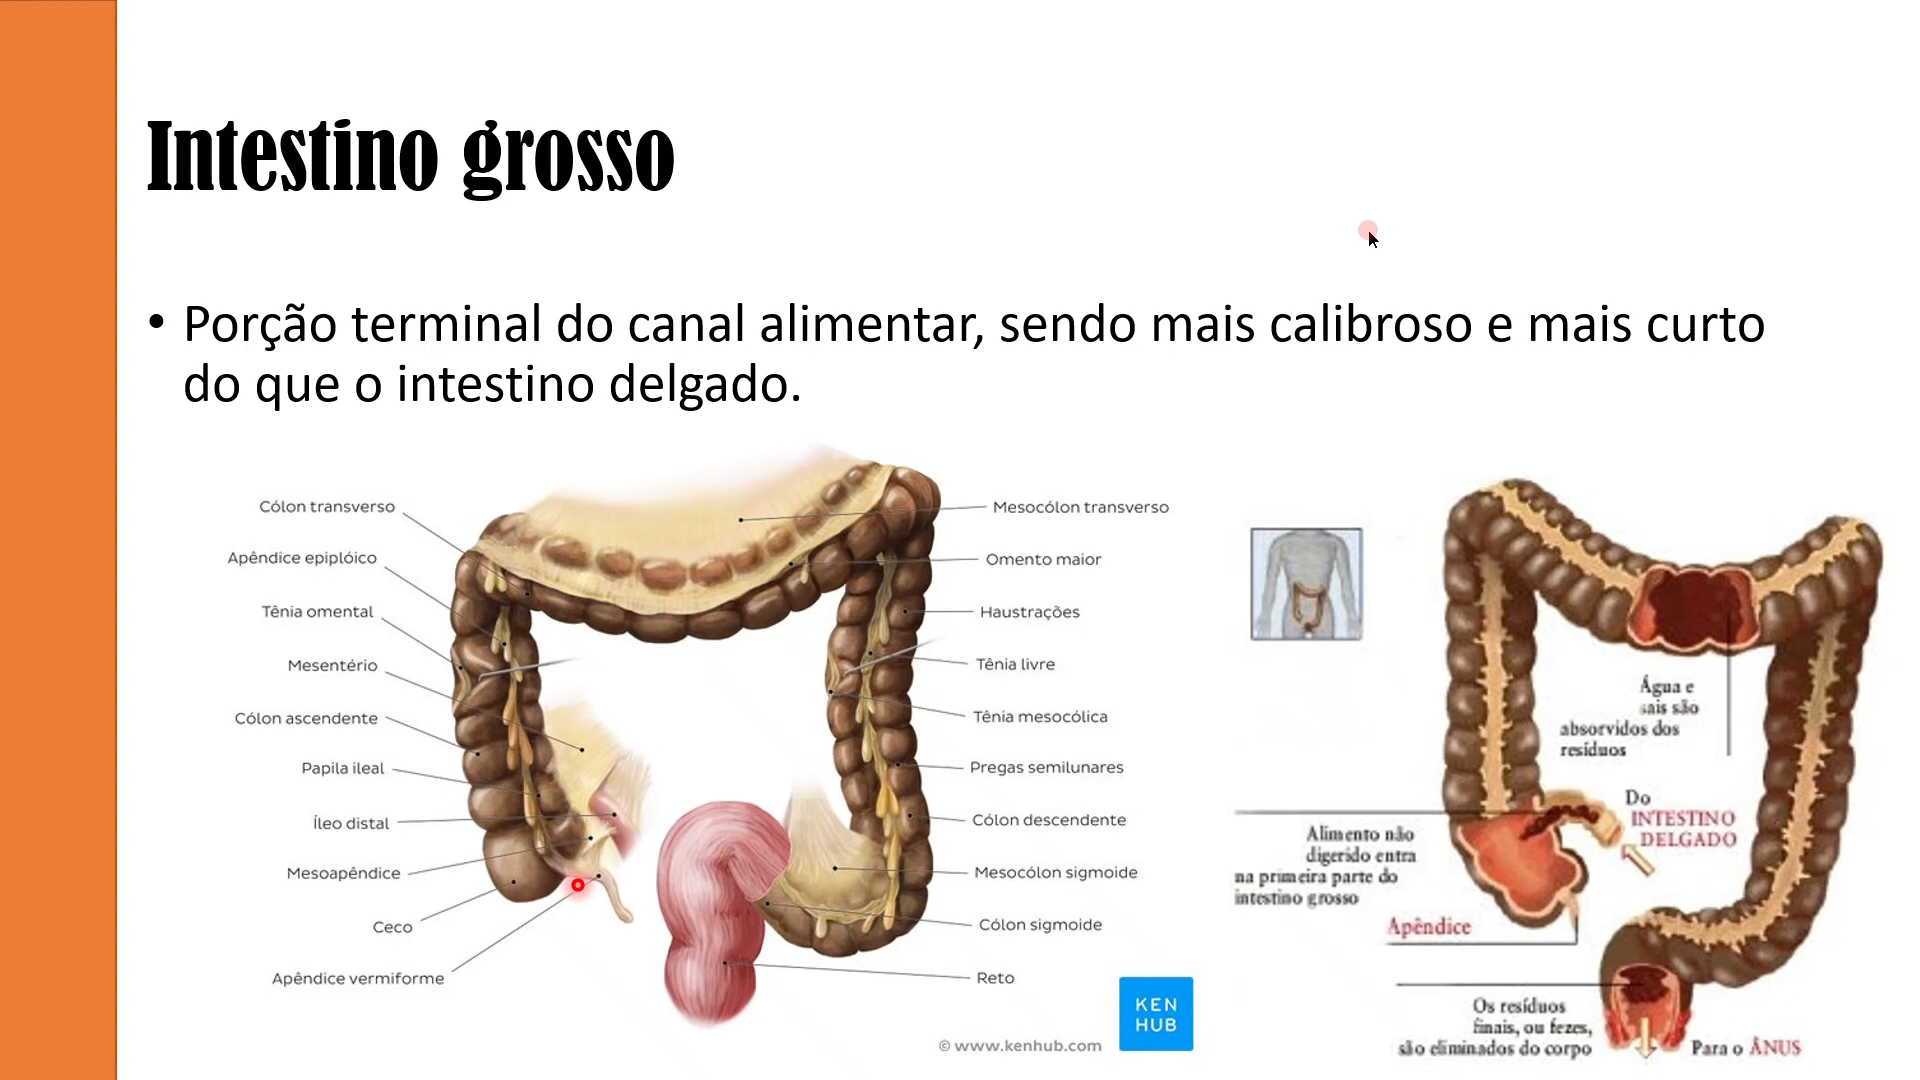 Intestino grosso
• Porção terminal do canal alimentar, sendo mais calibroso e mais curto
do que o intestino delgado.
Cólon transverso
Apêndice epiplóico
Tênia omental
Mesentério
Cólon ascendente
Papila ileal
Íleo distal
Mesoapêndice
Ceco
Apêndice vermiforme
Mesocólon transverso
Omento maior
Haustrações
Tênia livre
Tênia mesocólica
Pregas semilunares
Cólon descendente
Mesocólon sigmoide
Cólon sigmoide
Reto
KEN
HUB
© www.kenhub.com
Água e
sais são
absorvidos dos
resíduos
Do
INTESTINO
DELGADO
Alimento não
digerido entra
na primeira parte do
intestino grosso
Apêndice
Os resíduos
finais, ou fezes,
são eliminados do corpo
Para o ÂNUS